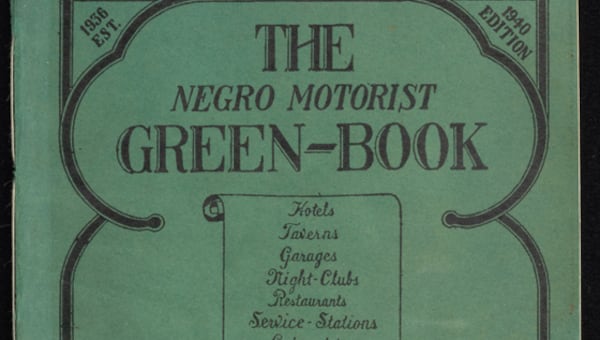 1936
EST.
1940
EDITION
THE
NEGRO MOTORIST
GREEN-BOOK
Hotels
Taverns
Garages
Night-Clubs
Restaurants
Service-Stations